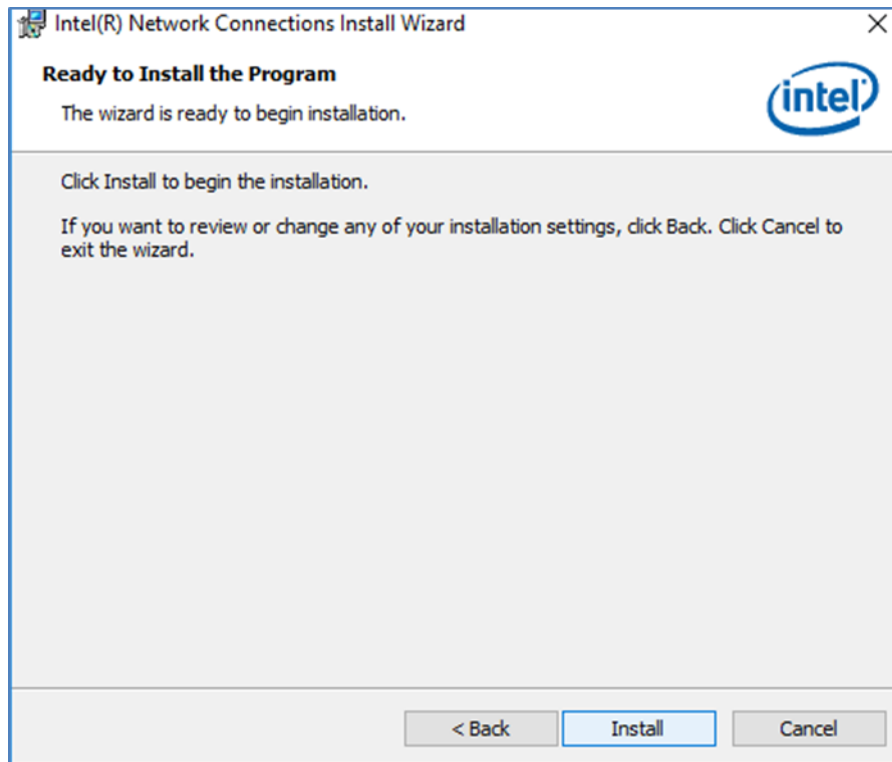 Intel(R) Network Connections Install Wizard
Ready to Install the Program
The wizard is ready to begin installation.
intel
Click Install to begin the installation.
If you want to review or change any of your installation settings, click Back. Click Cancel to
exit the wizard.
< Back
Install
Cancel